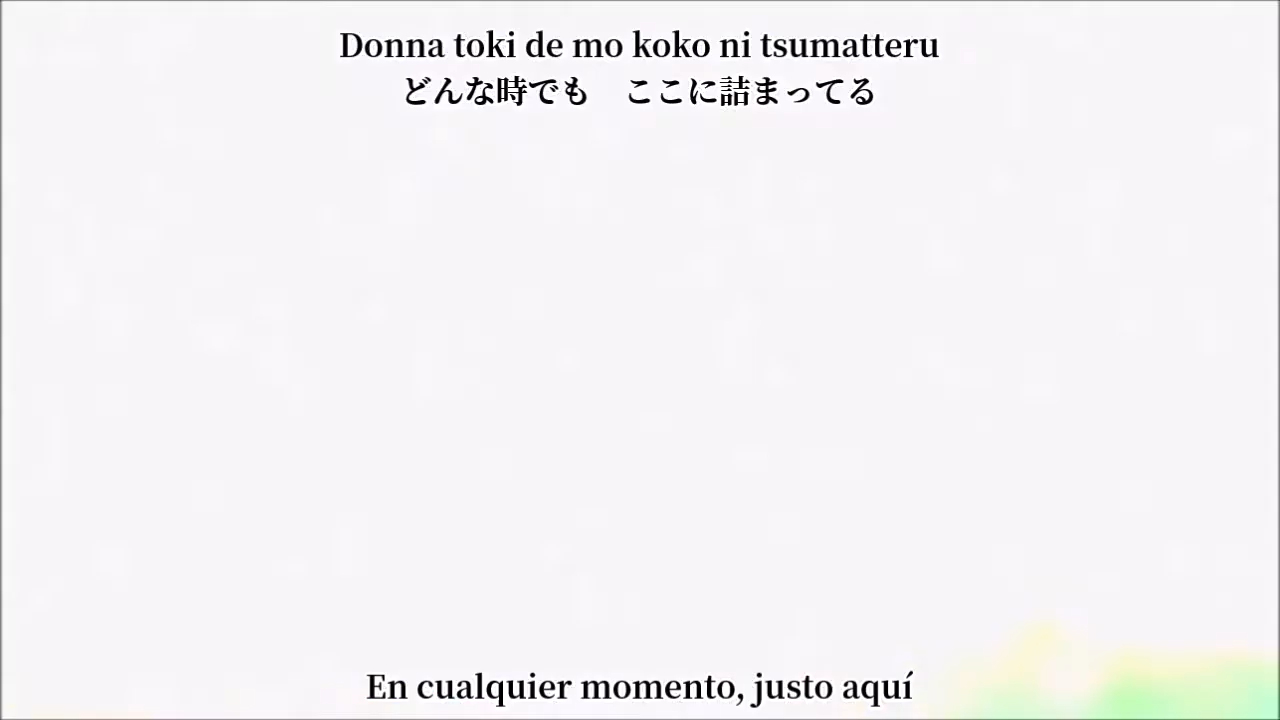 Donna toki de mo koko ni tsumatteru
どんな時でも　ここに詰まってる
En cualquier momento, justo aquí